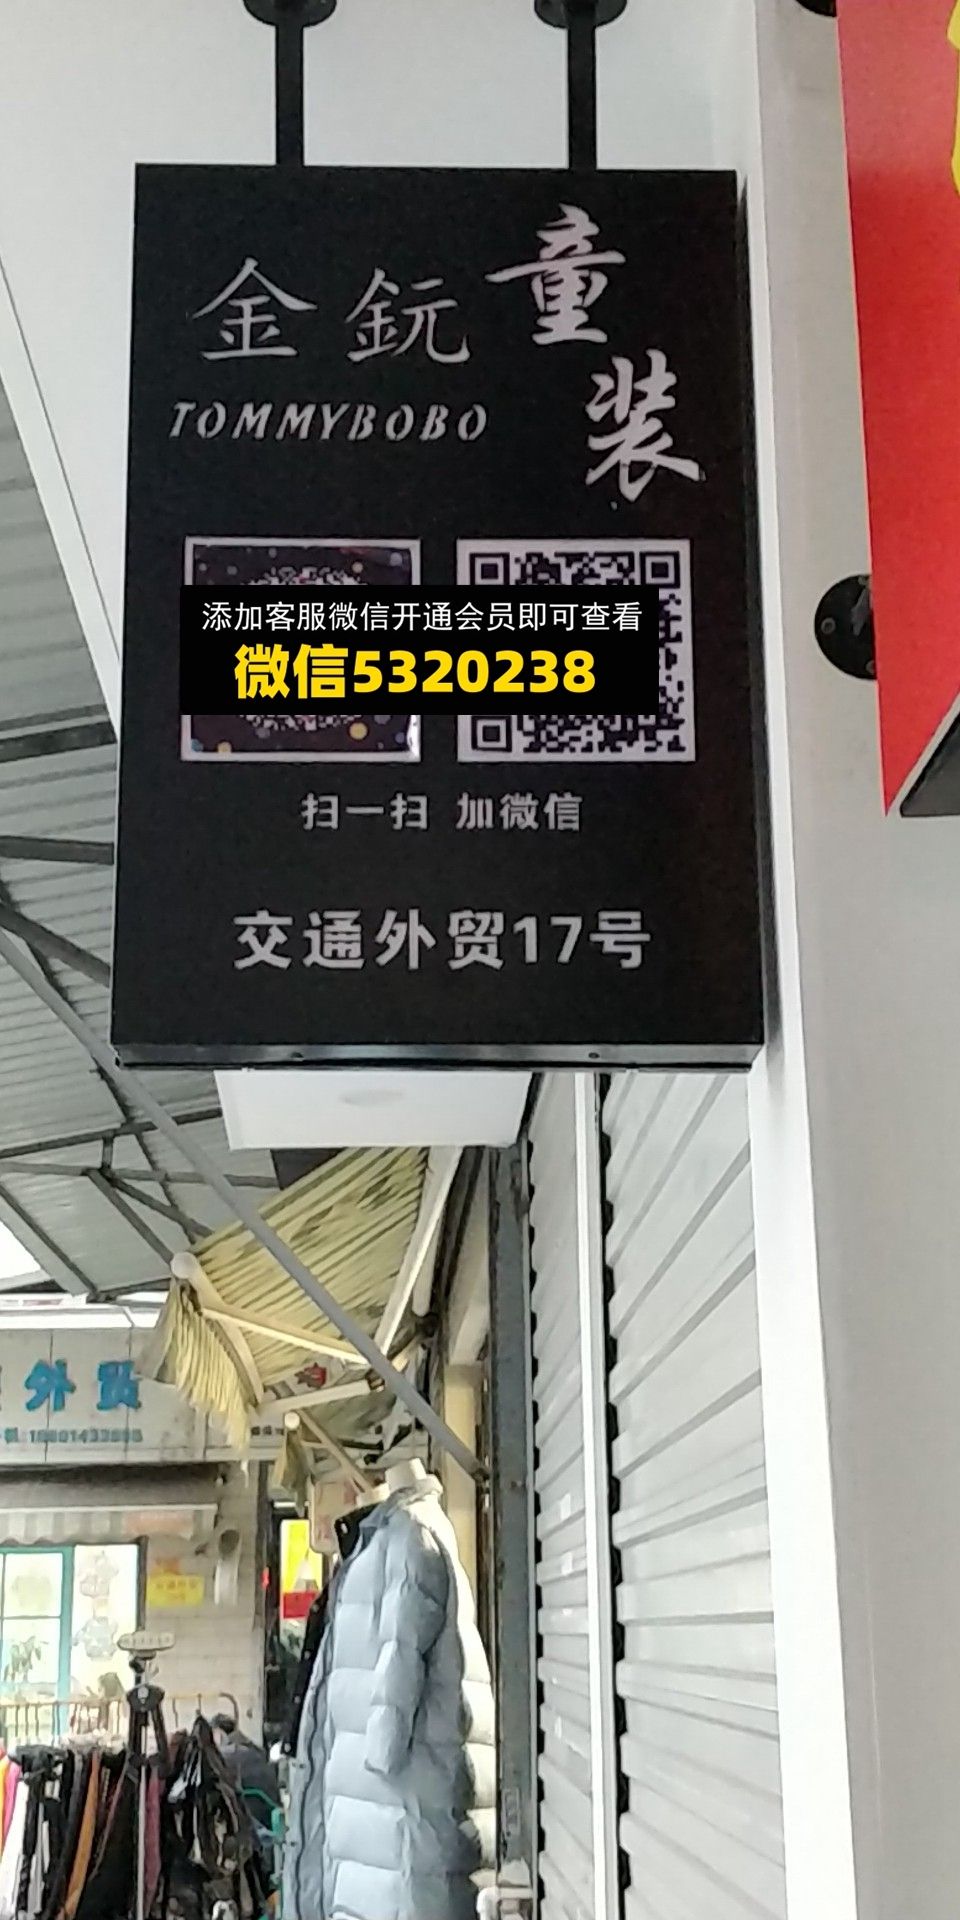 金鈨童装
TOMMYBOBO
添加客服微信开通会员即可查看
微信5320238
扫一扫 加微信
交通外贸17号
外贸